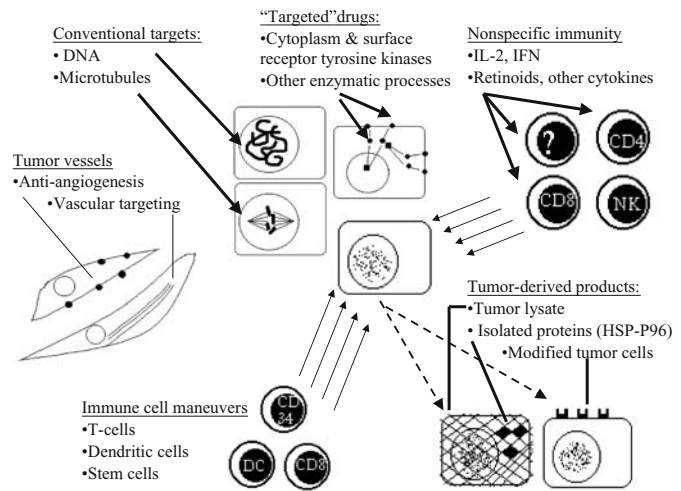 Conventional targets:
• DNA
•Microtubules
“Targeted”drugs:
•Cytoplasm & surface
receptor tyrosine kinases
•Other enzymatic processes
Nonspecific immunity
•IL-2, IFN
•Retinoids, other cytokines
?
CD4
CD8
NK
Tumor vessels
•Anti-angiogenesis
•Vascular targeting
Tumor-derived products:
•Tumor lysate
• Isolated proteins (HSP-P96)
•Modified tumor cells
Immune cell maneuvers
•T-cells
•Dendritic cells
•Stem cells
CD
34
DC
CD8